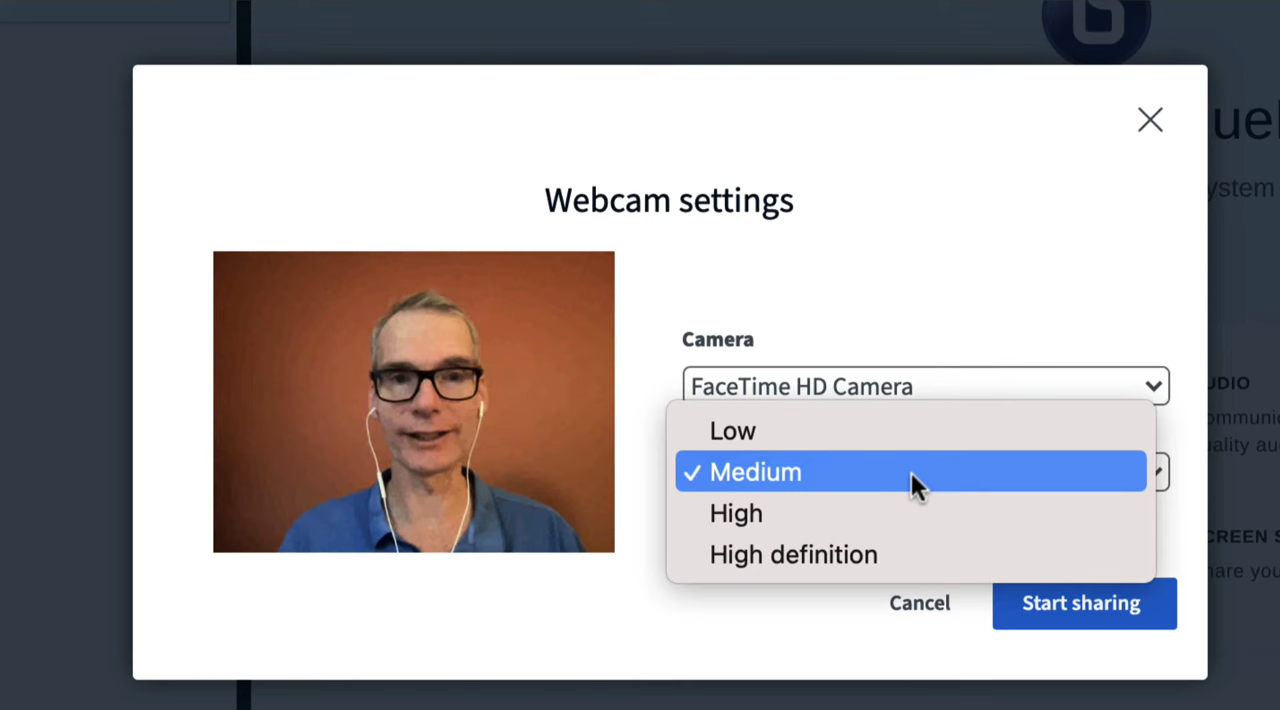 Webcam settings
Camera
FaceTime HD Camera
Low
Medium
High
High definition
Cancel
Start sharing